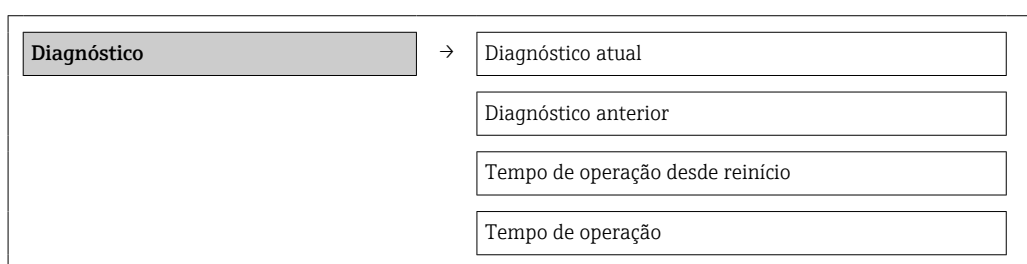 Diagnóstico → Diagnóstico atual
Diagnóstico anterior
Tempo de operação desde reinício
Tempo de operação